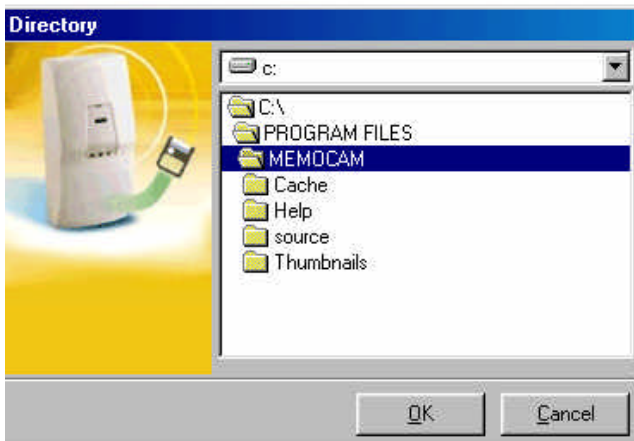 Directory
c:
C:\
PROGRAM FILES
MEMOCAM
Cache
Help
source
Thumbnails
OK
Cancel